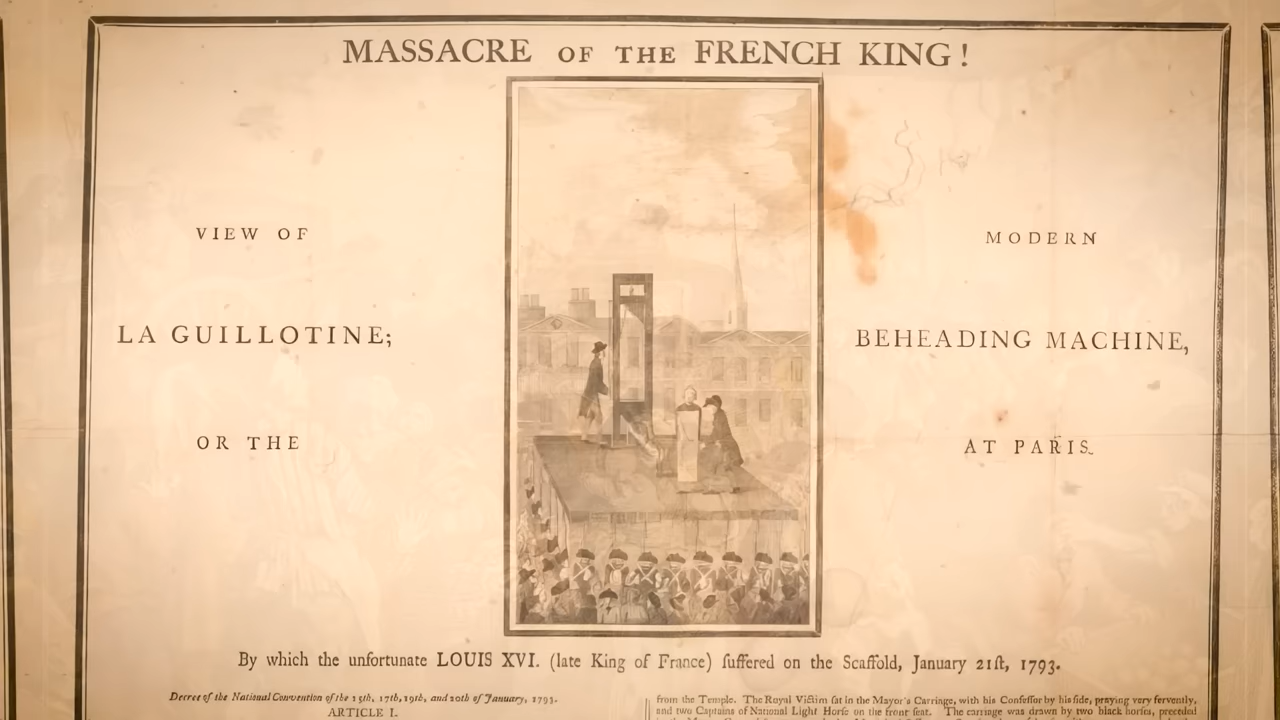 MASSACRE OF THE FRENCH KING!
VIEW OF
LA GUILLOTINE;
OR THE
MODERN
BEHEADING MACHINE,
AT PARIS.
By which the unfortunate LOUIS XVI. (late King of France) ſuffered on the Scaffold, January 21ſt, 1793.
Decree of the National Convention of the 15th, 17th, 19th, and 20th of January, 1793.
ARTICLE I.
from the Temple. The Royal Victim ſat in the Mayor's Carriage, with his Confeſſor by his ſide, praying very fervently,
and two Captains of National Light Horſe on the front ſeat. The carriage was drawn by two black horſes, preceded